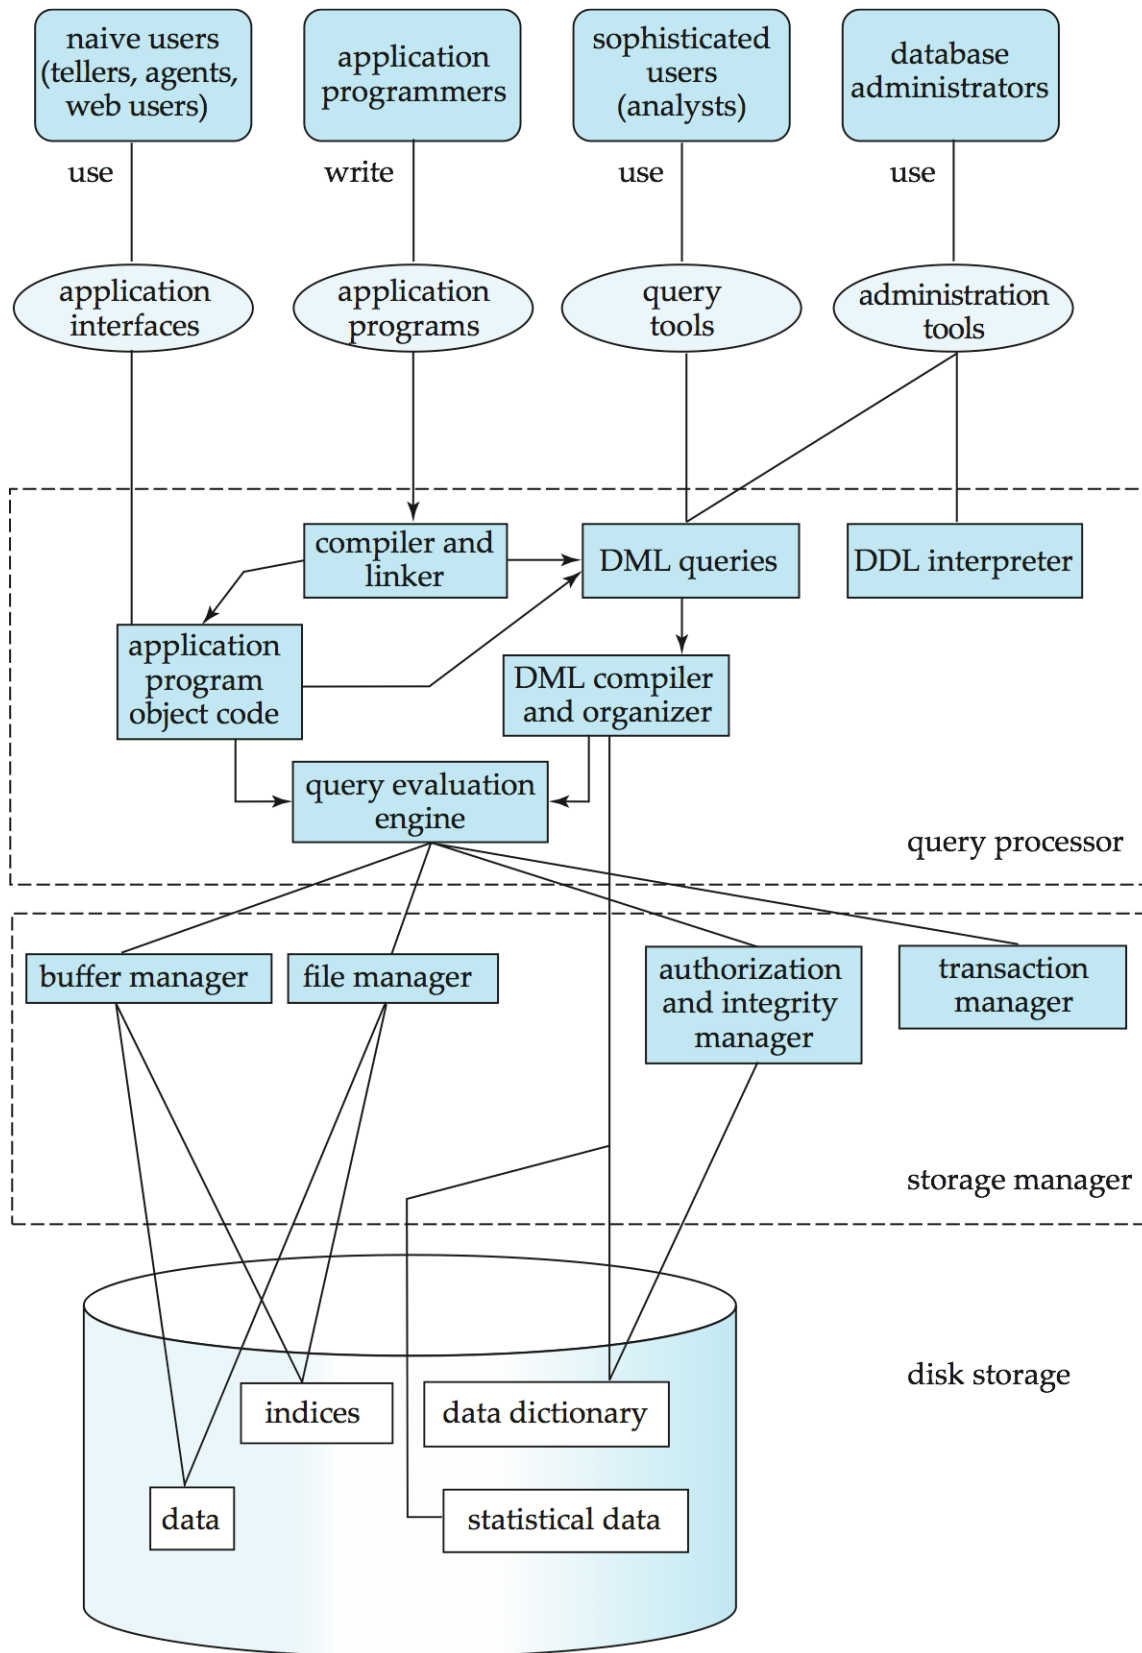 naive users
(tellers, agents,
web users)
application
programmers
sophisticated
users
(analysts)
database
administrators
use
write
use
use
application
interfaces
application
programs
query
tools
administration
tools
compiler and
linker
DML queries
DDL interpreter
application
program
object code
DML compiler
and organizer
query evaluation
engine
query processor
buffer manager
file manager
authorization
and integrity
manager
transaction
manager
storage manager
disk storage
indices
data dictionary
data
statistical data